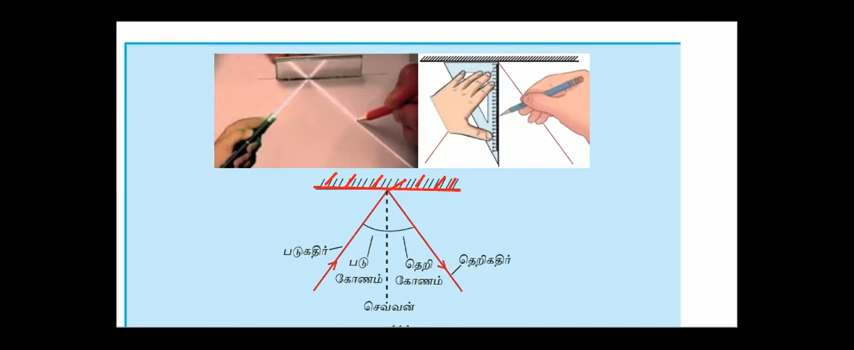 படுகதிர்
படு
கோணம்
தெறி
கோணம்
தெறிகதிர்
செவ்வன்